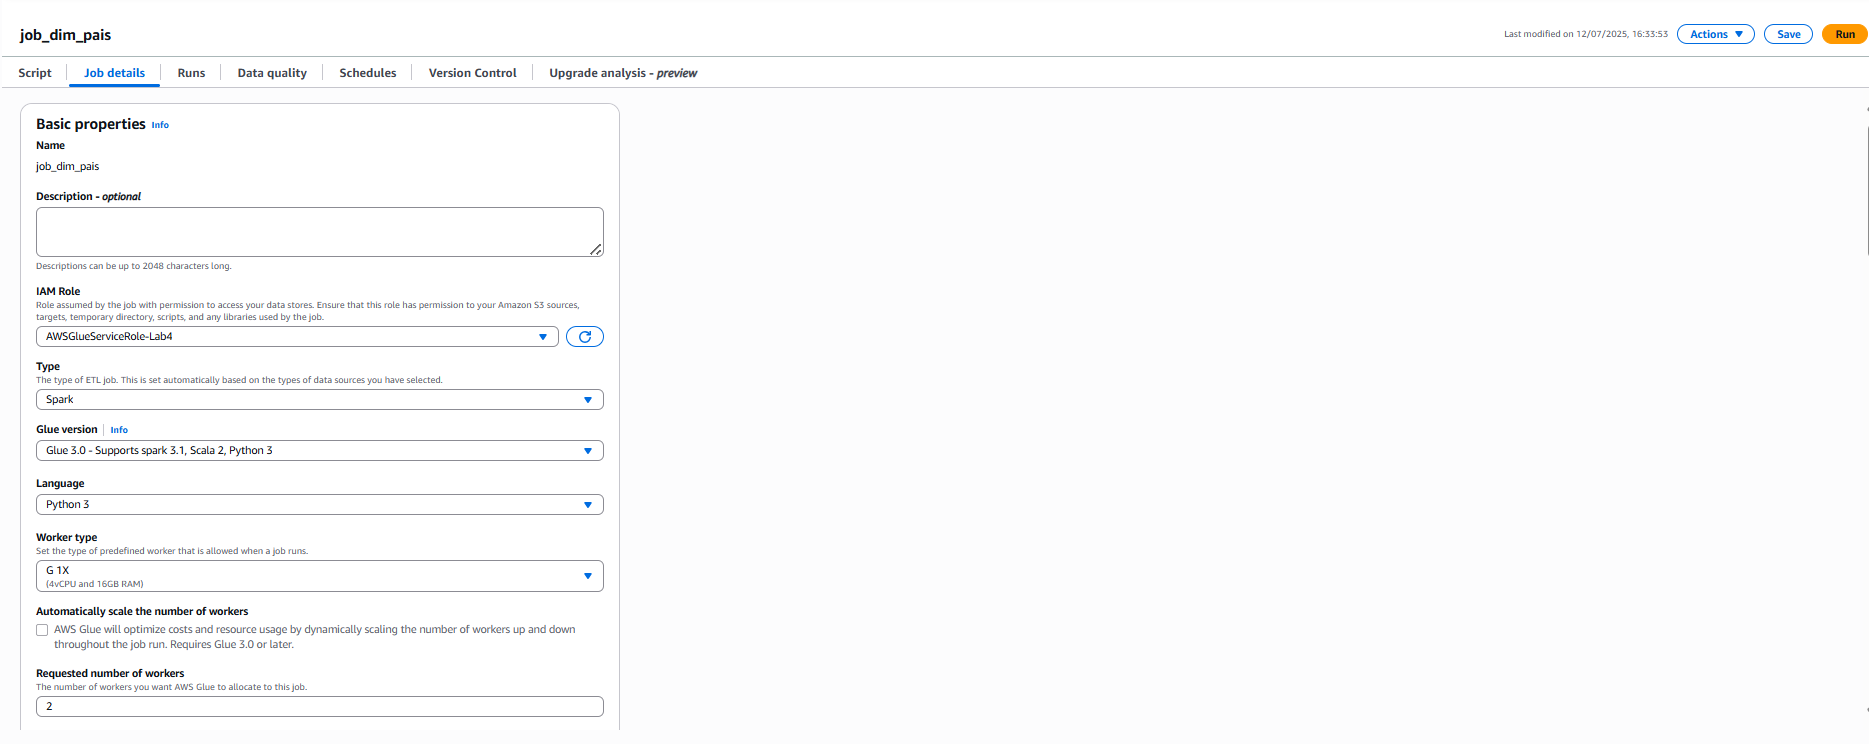 job_dim_pais
Last modified on 12/07/2025, 16:33:53
Actions
Save
Run
Script
Job details
Runs
Data quality
Schedules
Version Control
Upgrade analysis - preview
Basic properties Info
Name
job_dim_pais
Description - optional
Descriptions can be up to 2048 characters long.
IAM Role
Role assumed by the job with permission to access your data stores. Ensure that this role has permission to your Amazon S3 sources,
targets, temporary directory, scripts, and any libraries used by the job.
AWSGlueServiceRole-Lab4
Type
The type of ETL job. This is set automatically based on the types of data sources you have selected.
Spark
Glue version Info
Glue 3.0 - Supports spark 3.1, Scala 2, Python 3
Language
Python 3
Worker type
Set the type of predefined worker that is allowed when a job runs.
G 1X
(4vCPU and 16GB RAM)
Automatically scale the number of workers
AWS Glue will optimize costs and resource usage by dynamically scaling the number of workers up and down
throughout the job run. Requires Glue 3.0 or later.
Requested number of workers
The number of workers you want AWS Glue to allocate to this job.
2